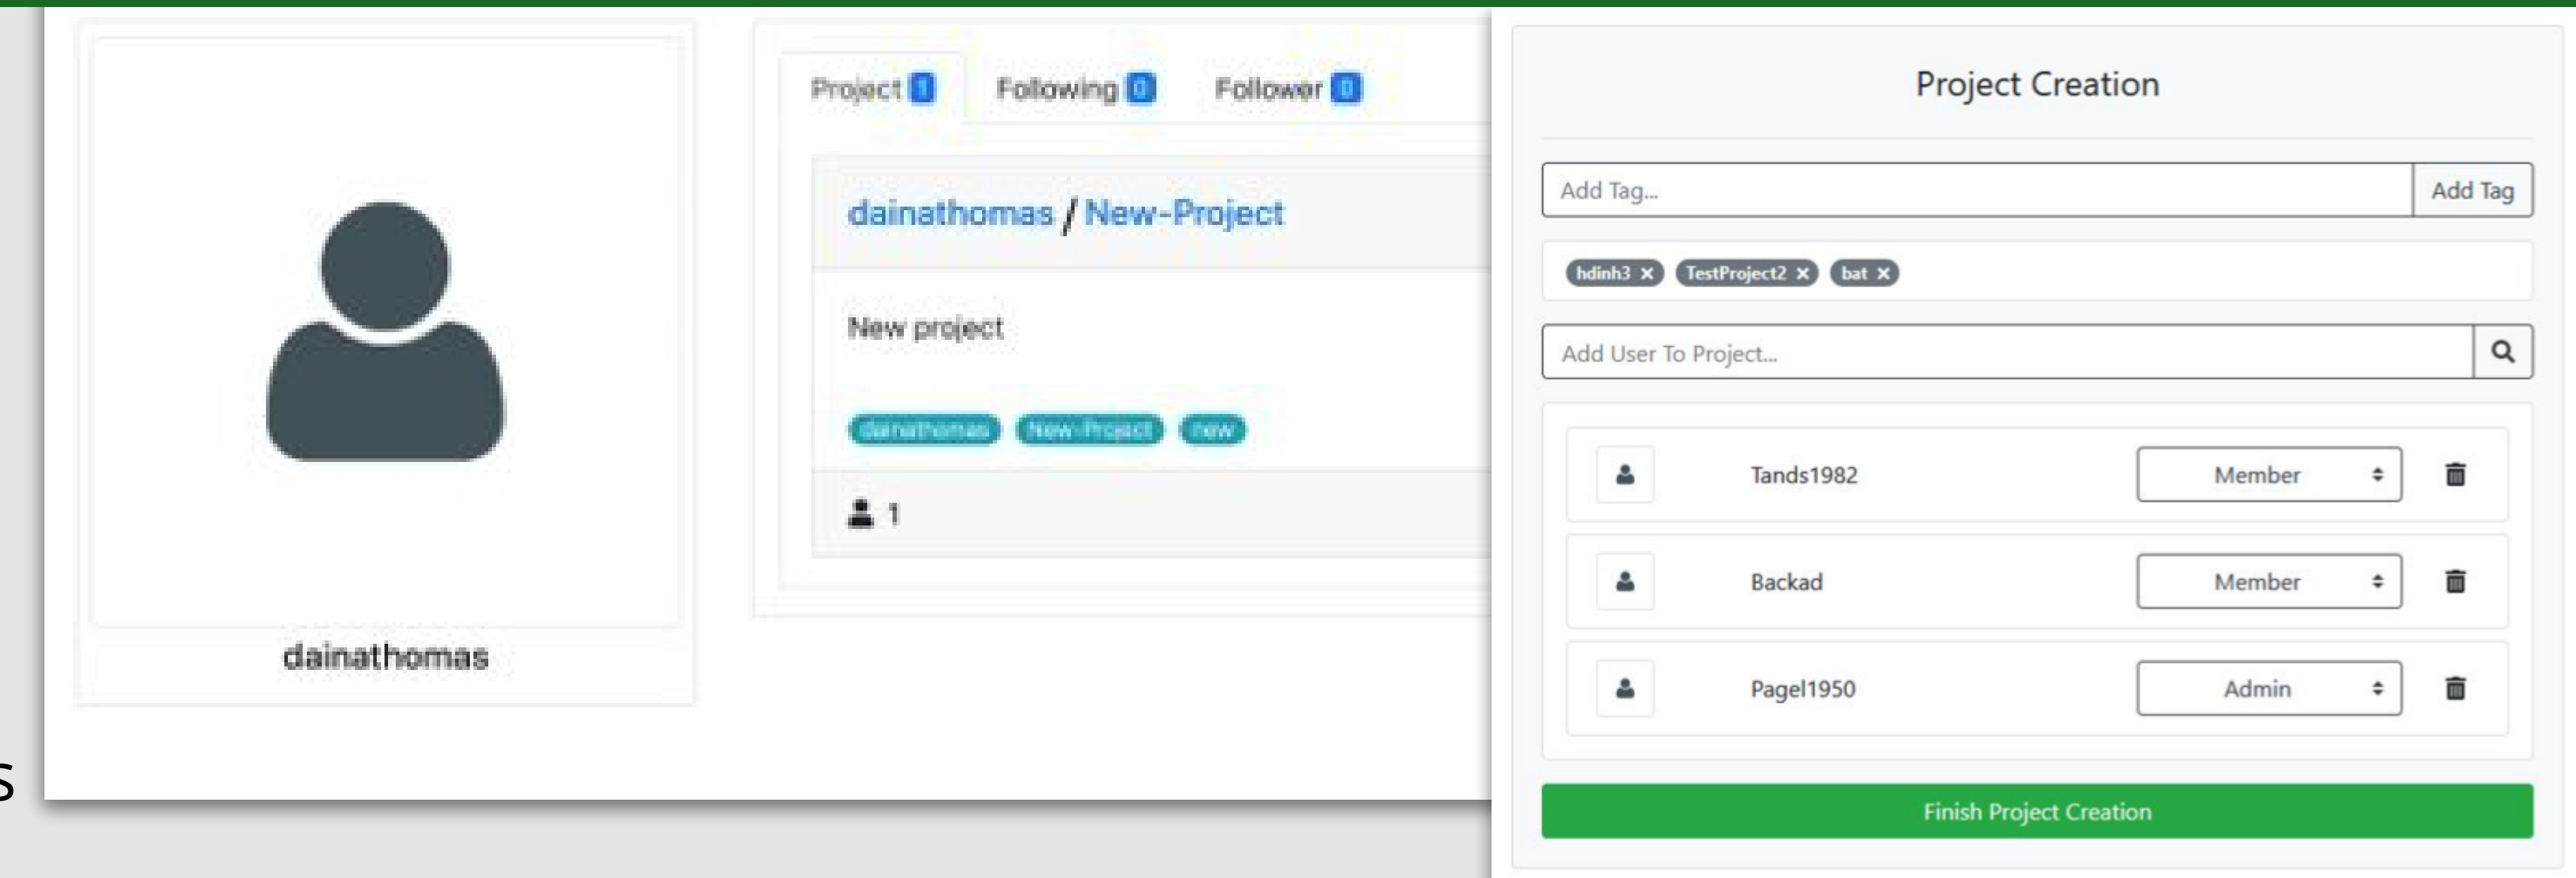 s
dainathomas
Project 1 Following 0 Follower 0
dainathomas / New-Project
New project
dainathomas New-Project new
1
Project Creation
Add Tag... Add Tag
hdinh3 × TestProject2 × bat ×
Add User To Project...
Tands1982 Member
Backad Member
Pagel1950 Admin
Finish Project Creation